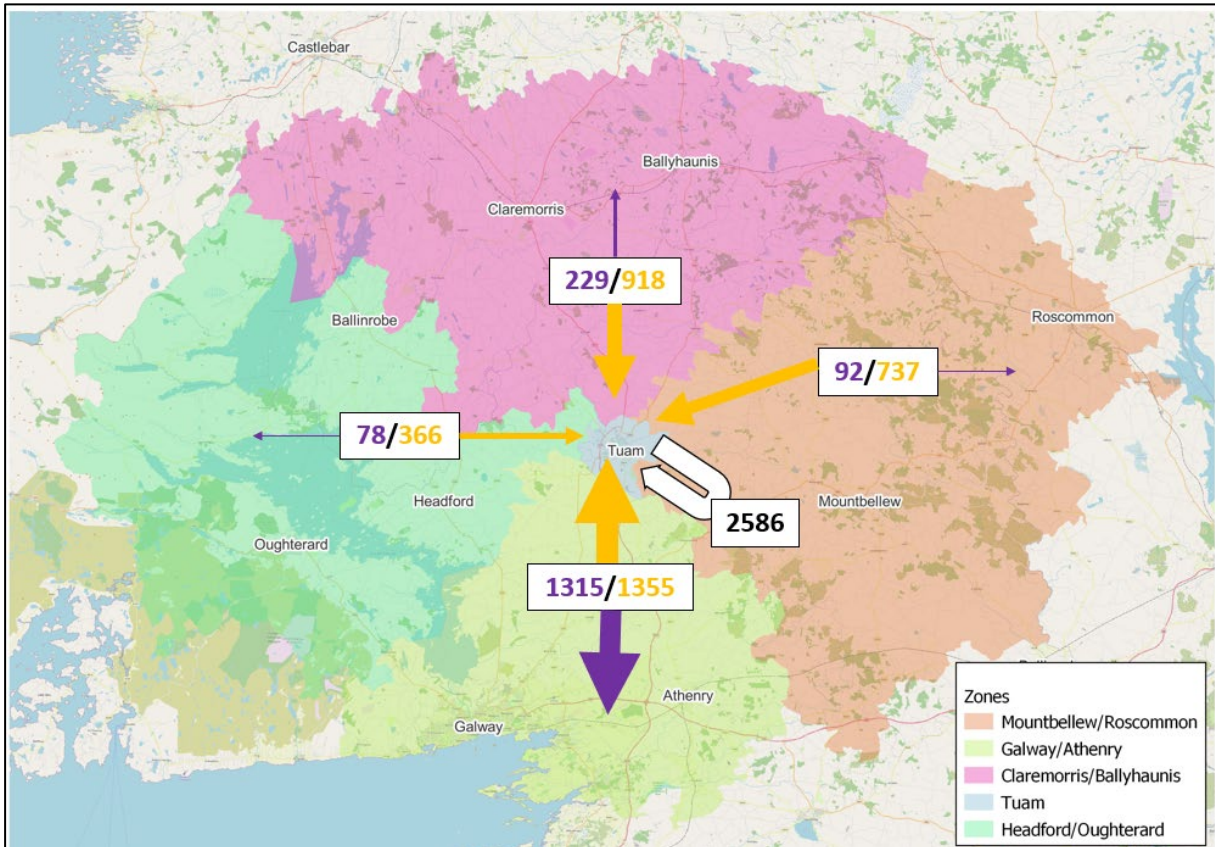 Castlebar
Ballyhaunis
Claremorris
229/918
Ballinrobe
Roscommon
92/737
78/366
Tuam
Headford
Mountbellew
2586
Oughterard
1315/1355
Athenry
Galway
Zones
Mountbellew/Roscommon
Galway/Athenry
Claremorris/Ballyhaunis
Tuam
Headford/Oughterard